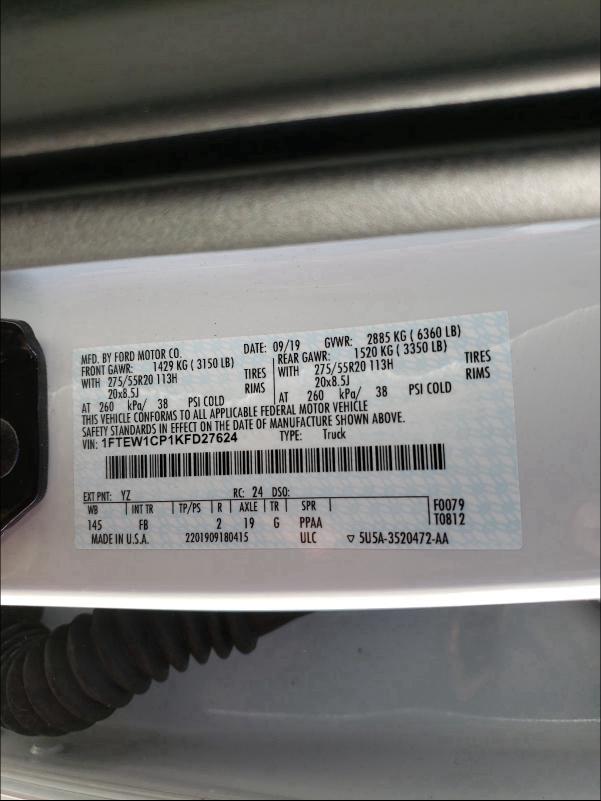 MFD. BY FORD MOTOR CO. DATE: 09/19 GVWR: 2885 KG ( 6360 LB)
FRONT GAWR: 1429 KG ( 3150 LB) REAR GAWR: 1520 KG ( 3350 LB)
WITH 275/55R20 113H TIRES WITH 275/55R20 113H TIRES
20x8.5J RIMS 20x8.5J RIMS
AT 260 kPa/ 38 PSI COLD AT 260 kPa/ 38 PSI COLD
THIS VEHICLE CONFORMS TO ALL APPLICABLE FEDERAL MOTOR VEHICLE
SAFETY STANDARDS IN EFFECT ON THE DATE OF MANUFACTURE SHOWN ABOVE.
VIN: 1FTEW1CP1KFD27624 TYPE: Truck
EXT PNT: YZ RC: 24 DSO:
WB INT TR TP/PS R AXLE TR SPR F0079
145 FB 2 19 G PPAA T0812
MADE IN U.S.A. 2201909180415 ULC ▽ 5U5A-3520472-AA